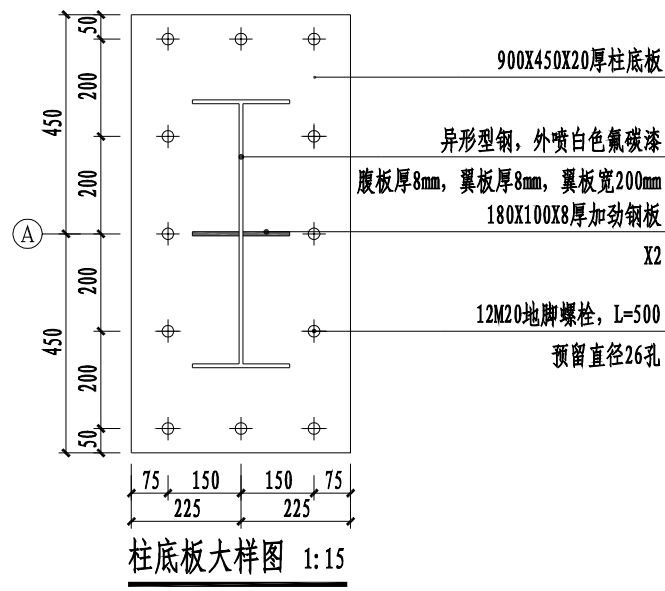 50
200
450
200
A
200
450
200
50
900X450X20厚柱底板
异形型钢，外喷白色氟碳漆
腹板厚8mm，翼板厚8mm，翼板宽200mm
180X100X8厚加劲钢板
X2
12M20地脚螺栓，L=500
预留直径26孔
75 150 150 75
225 225
柱底板大样图 1:15